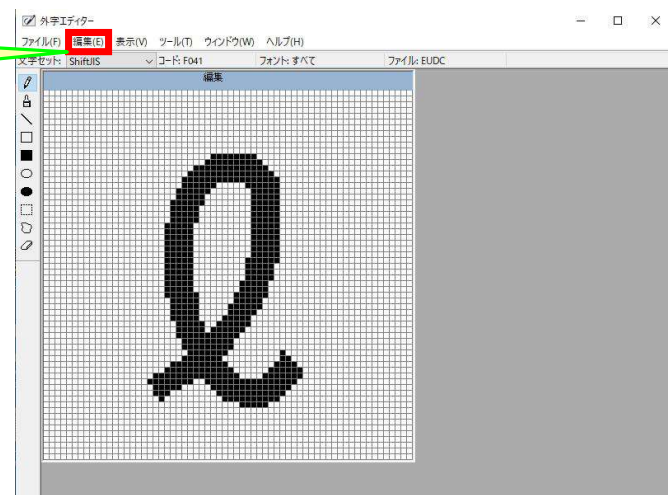 外字エディター
ファイル(F) 編集(E) 表示(V) ツール(T) ウィンドウ(W) ヘルプ(H)
文字セット: ShiftJIS コード: F041 フォント: すべて ファイル: EUDC
編集
ℓ